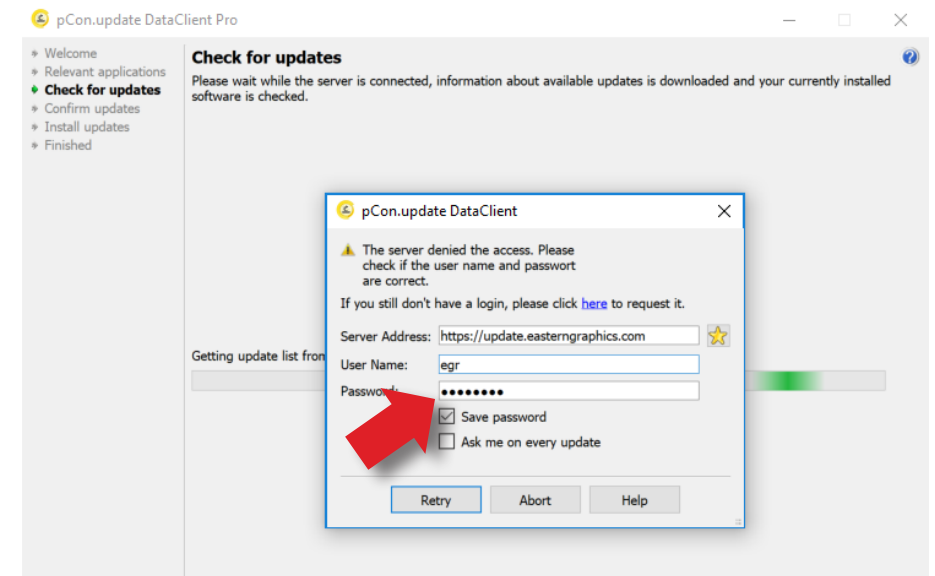 pCon.update DataClient Pro
Welcome
Relevant applications
Check for updates
Confirm updates
Install updates
Finished
Check for updates
Please wait while the server is connected, information about available updates is downloaded and your currently installed
software is checked.
Getting update list from
pCon.update DataClient
The server denied the access. Please
check if the user name and passwort
are correct.
If you still don't have a login, please click here to request it.
Server Address: https://update.easterngraphics.com
User Name: egr
Password: ●●●●●●●●
Save password
Ask me on every update
Retry Abort Help